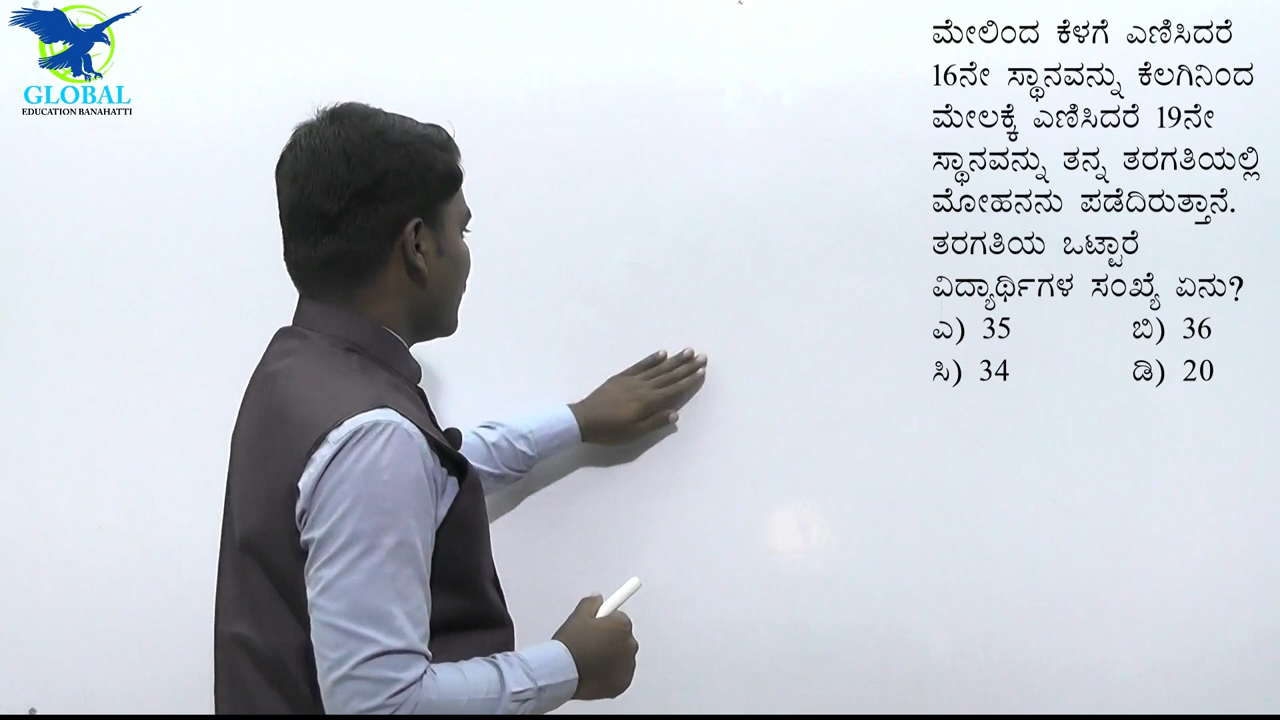 GLOBAL
EDUCATION BANAHATTI
ಮೇಲಿಂದ ಕೆಳಗೆ ಎಣಿಸಿದರೆ
16ನೇ ಸ್ಥಾನವನ್ನು ಕೆಲಗಿನಿಂದ
ಮೇಲಕ್ಕೆ ಎಣಿಸಿದರೆ 19ನೇ
ಸ್ಥಾನವನ್ನು ತನ್ನ ತರಗತಿಯಲ್ಲಿ
ಮೋಹನನು ಪಡೆದಿರುತ್ತಾನೆ.
ತರಗತಿಯ ಒಟ್ಟಾರೆ
ವಿದ್ಯಾರ್ಥಿಗಳ ಸಂಖ್ಯೆ ಏನು?
ಎ) 35 ಬಿ) 36
ಸಿ) 34 ಡಿ) 20